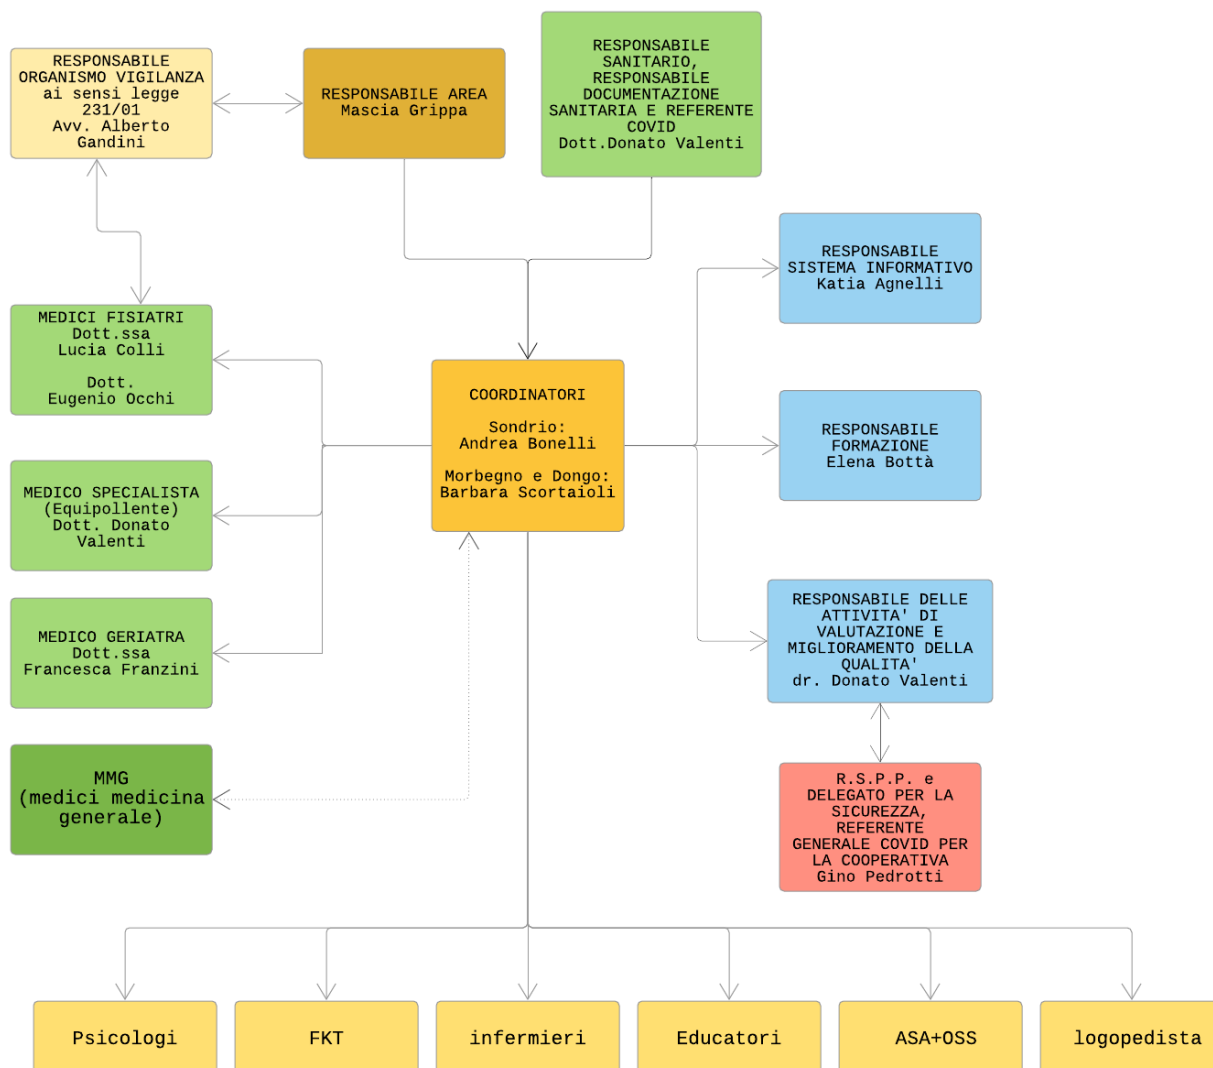 RESPONSABILE
ORGANISMO VIGILANZA
ai sensi legge
231/01
Avv. Alberto
Gandini
RESPONSABILE AREA
Mascia Grippa
RESPONSABILE
SANITARIO,
RESPONSABILE
DOCUMENTAZIONE
SANITARIA E REFERENTE
COVID
Dott.Donato Valenti
RESPONSABILE
SISTEMA INFORMATIVO
Katia Agnelli
MEDICI FISIATRI
Dott.ssa
Lucia Colli
Dott.
Eugenio Occhi
COORDINATORI
Sondrio:
Andrea Bonelli
Morbegno e Dongo:
Barbara Scortaioli
RESPONSABILE
FORMAZIONE
Elena Bottà
MEDICO SPECIALISTA
(Equipollente)
Dott. Donato
Valenti
MEDICO GERIATRA
Dott.ssa
Francesca Franzini
RESPONSABILE DELLE
ATTIVITA' DI
VALUTAZIONE E
MIGLIORAMENTO DELLA
QUALITA'
dr. Donato Valenti
MMG
(medici medicina
generale)
R.S.P.P. e
DELEGATO PER LA
SICUREZZA,
REFERENTE
GENERALE COVID PER
LA COOPERATIVA
Gino Pedrotti
Psicologi
FKT
infermieri
Educatori
ASA+OSS
logopedista